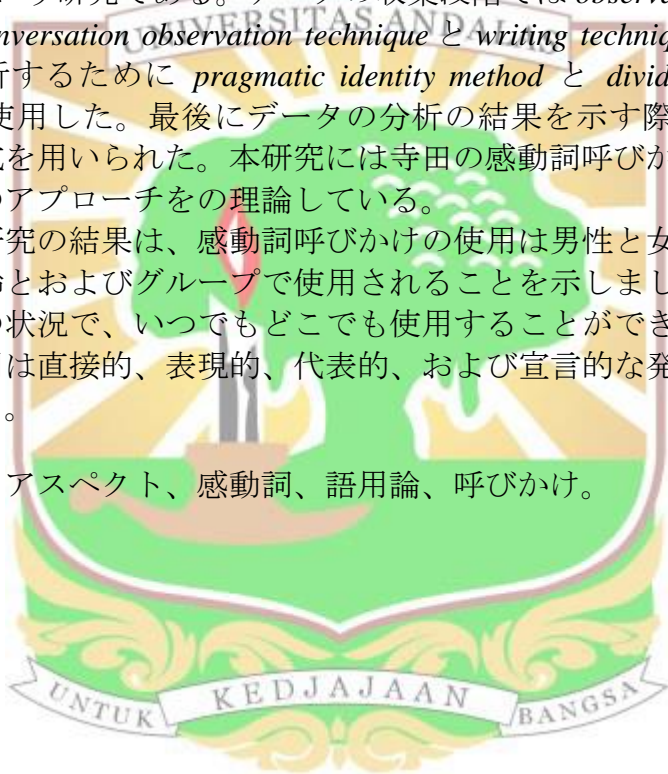 研究である。データの収集段階では observe
UNIVERSITAS ANDALAS
nversation observation technique と writing techniq
析するために pragmatic identity method と divid
使用した。最後にデータの分析の結果を示す際
を用いられた。本研究には寺田の感動詞呼びか
のアプローチをの理論している。
研究の結果は、感動詞呼びかけの使用は男性と女
とおよびグループで使用されることを示しまし
の状況で、いつでもどこでも使用することができ
は直接的、表現的、代表的、および宣言的な発
。
アスペクト、感動詞、語用論、呼びかけ。
UNTUK KEDJAJAAN BANGSA